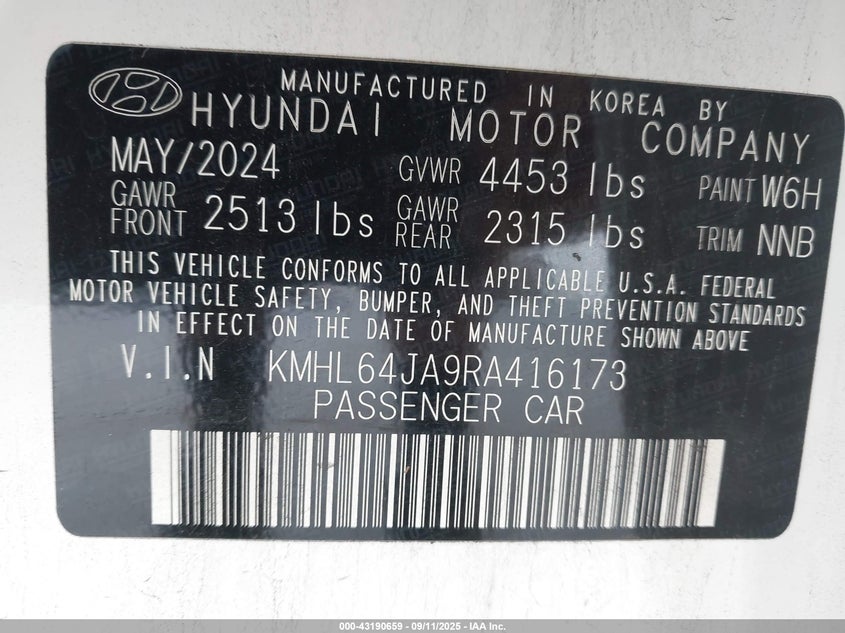 MANUFACTURED IN KOREA BY
HYUNDAI MOTOR COMPANY
MAY/2024 GVWR 4453 lbs PAINT W6H
GAWR FRONT 2513 lbs GAWR REAR 2315 lbs TRIM NNB
THIS VEHICLE CONFORMS TO ALL APPLICABLE U.S.A. FEDERAL
MOTOR VEHICLE SAFETY, BUMPER, AND THEFT PREVENTION STANDARDS
IN EFFECT ON THE DATE OF MANUFACTURE SHOWN ABOVE
V.I.N KMHL64JA9RA416173
PASSENGER CAR
000-43190659 - 09/11/2025 - IAA Inc.